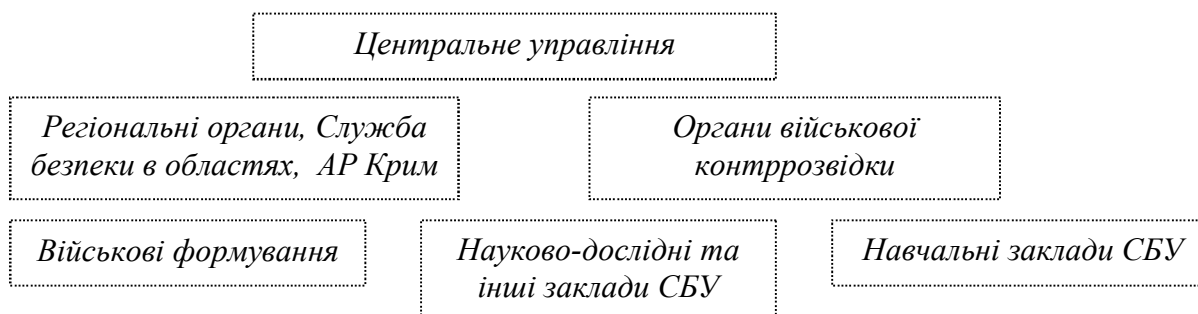 Центральне управління
Регіональні органи, Служба
безпеки в областях, АР Крим
Органи військової
контррозвідки
Військові формування
Науково-дослідні та
інші заклади СБУ
Навчальні заклади СБУ